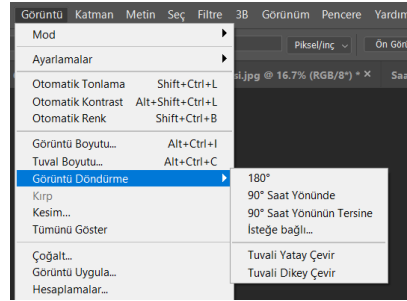 Görüntü Katman Metin Seç Filtre 3B Görünüm Pencere Yardım
Piksel/inç Ön Görü
si.jpg @ 16.7% (RGB/8*) * × Saa
Mod
Ayarlamalar
Otomatik Tonlama Shift+Ctrl+L
Otomatik Kontrast Alt+Shift+Ctrl+L
Otomatik Renk Shift+Ctrl+B
Görüntü Boyutu... Alt+Ctrl+I
Tuval Boyutu... Alt+Ctrl+C
Görüntü Döndürme
Kırp
Kesim...
Tümünü Göster
Çoğalt...
Görüntü Uygula...
Hesaplamalar...
180°
90° Saat Yönünde
90° Saat Yönünün Tersine
İsteğe bağlı...
Tuvali Yatay Çevir
Tuvali Dikey Çevir